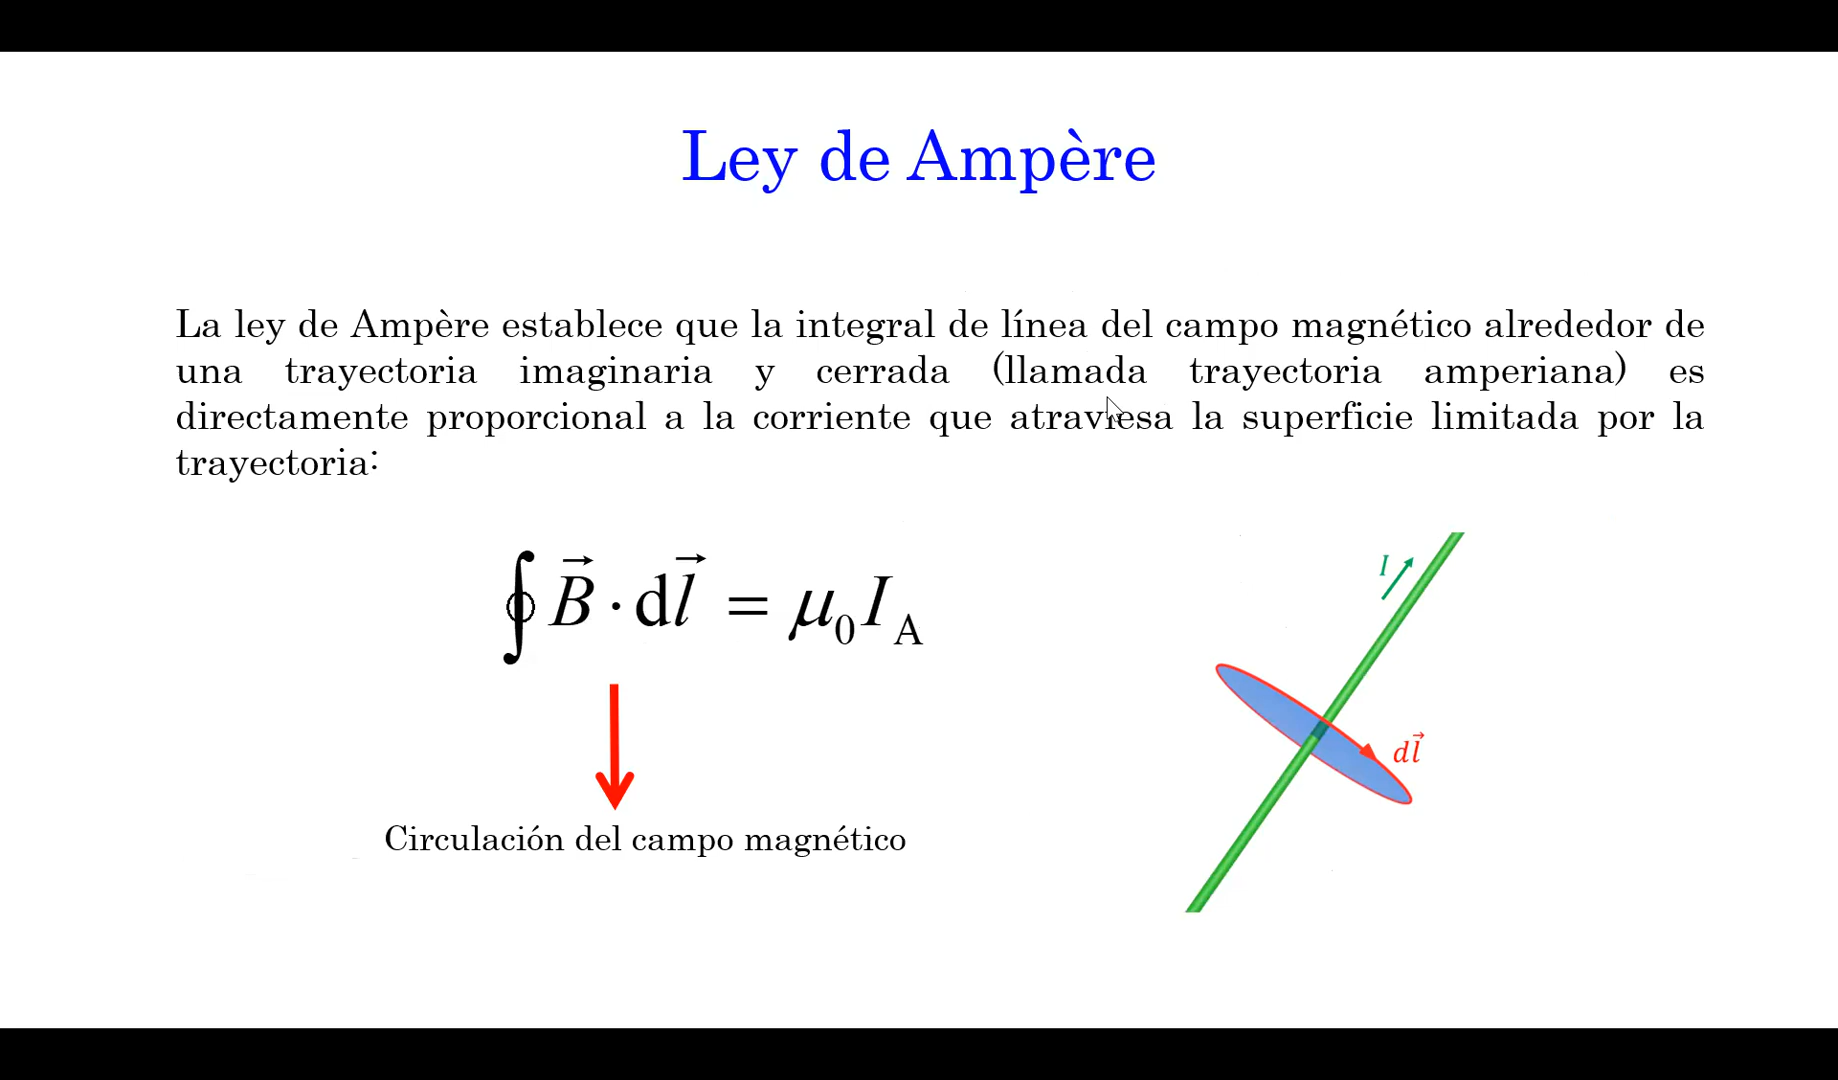 Ley de Ampère
La ley de Ampère establece que la integral de línea del campo magnético alrededor de
una trayectoria imaginaria y cerrada (llamada trayectoria amperiana) es
directamente proporcional a la corriente que atraviesa la superficie limitada por la
trayectoria:
∮ B⃗ · dl⃗ = μ₀ I_A
I
dl⃗
Circulación del campo magnético